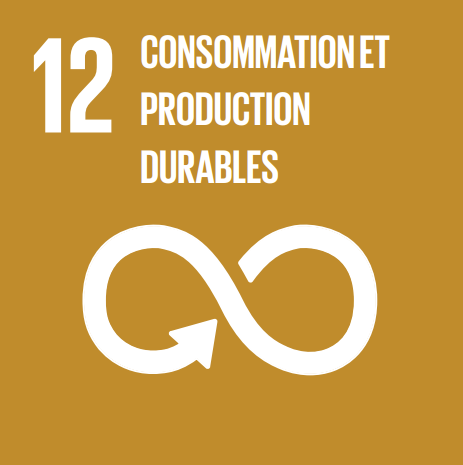 12 CONSOMMATION ET
PRODUCTION
DURABLES